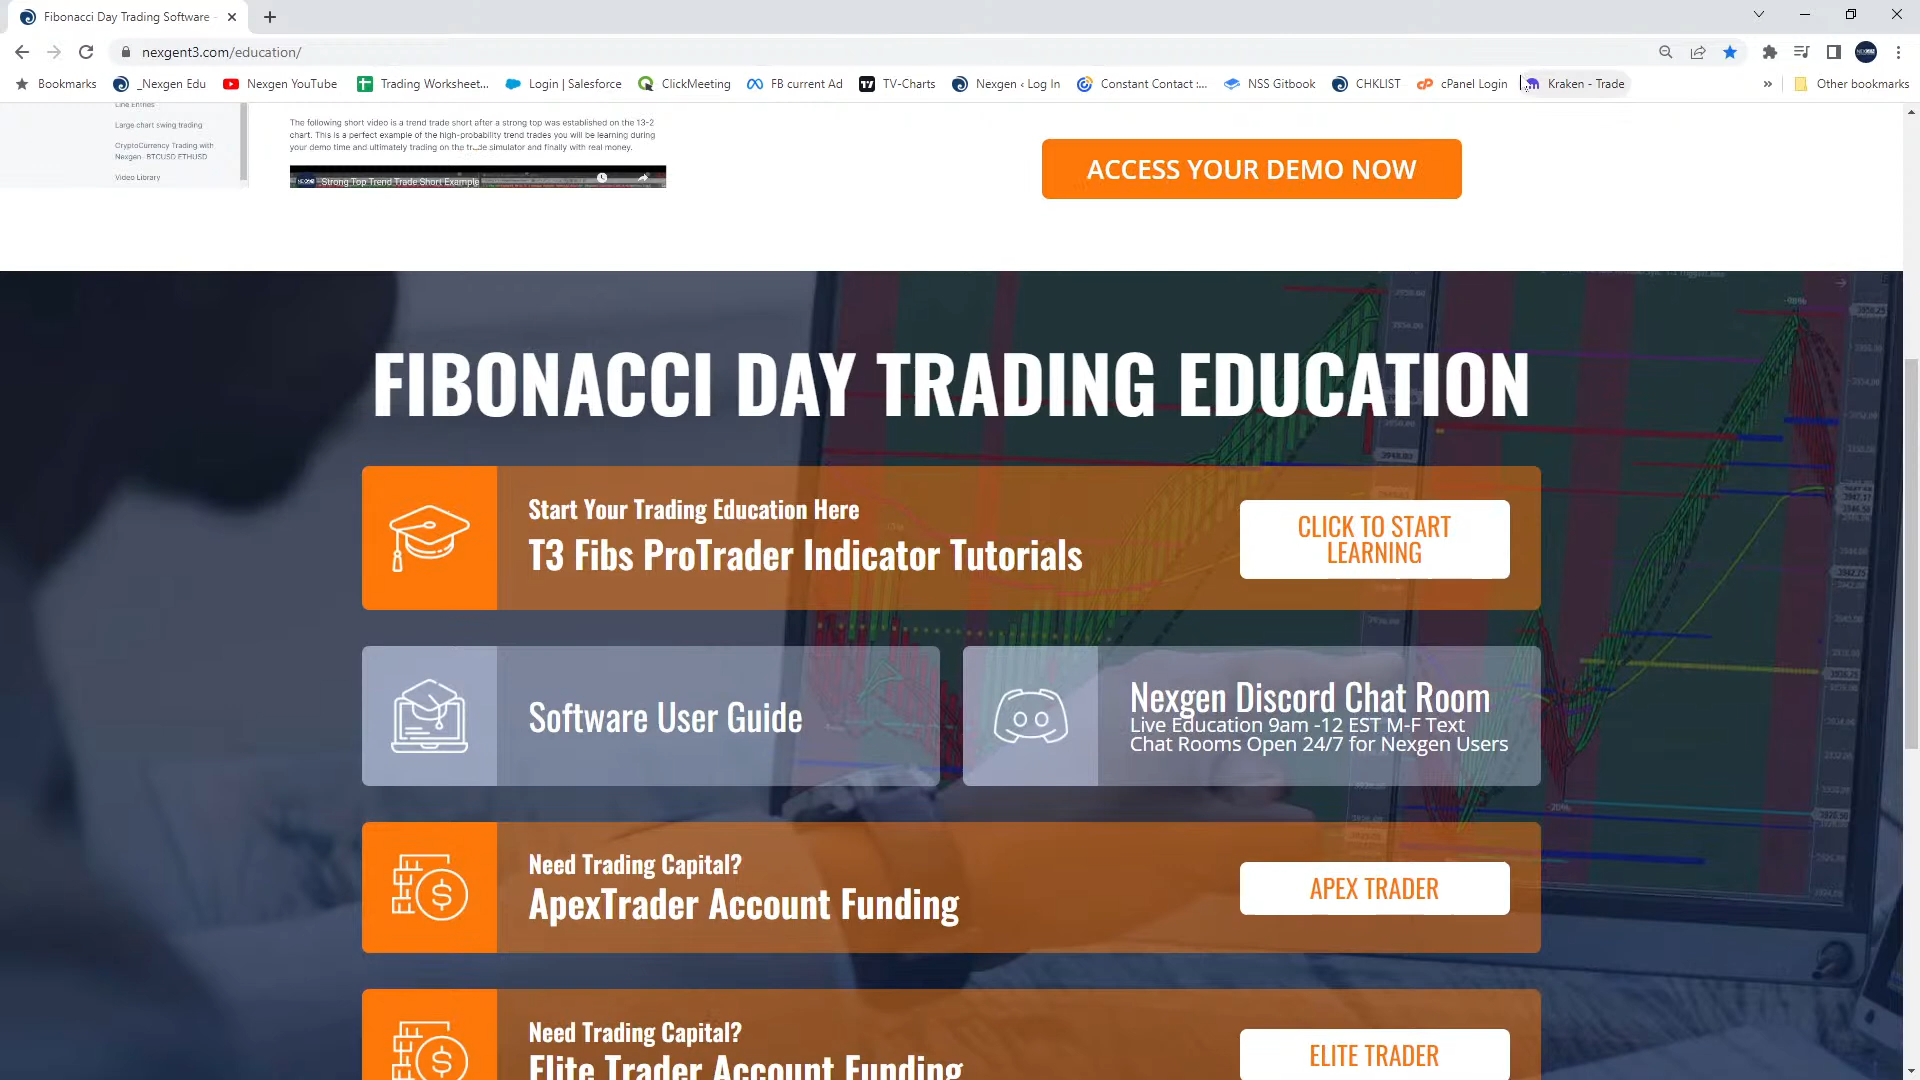 Fibonacci Day Trading Software -
nexgent3.com/education/
Bookmarks
_Nexgen Edu
Nexgen YouTube
Trading Worksheet...
Login | Salesforce
ClickMeeting
FB current Ad
TV-Charts
Nexgen ‹ Log In
Constant Contact :...
NSS Gitbook
CHKLIST
cPanel Login
Kraken - Trade
»
Other bookmarks
Line Entries
Large chart swing trading
CryptoCurrency Trading with
Nexgen- BTCUSD ETHUSD
Video Library
The following short video is a trend trade short after a strong top was established on the 13-2
chart. This is a perfect example of the high-probability trend trades you will be learning during
your demo time and ultimately trading on the trade simulator and finally with real money.
Strong Top Trend Trade Short Example
ACCESS YOUR DEMO NOW
FIBONACCI DAY TRADING EDUCATION
Start Your Trading Education Here
T3 Fibs ProTrader Indicator Tutorials
CLICK TO START
LEARNING
Software User Guide
Nexgen Discord Chat Room
Live Education 9am -12 EST M-F Text
Chat Rooms Open 24/7 for Nexgen Users
Need Trading Capital?
ApexTrader Account Funding
APEX TRADER
Need Trading Capital?
Elite Trader Account Funding
ELITE TRADER